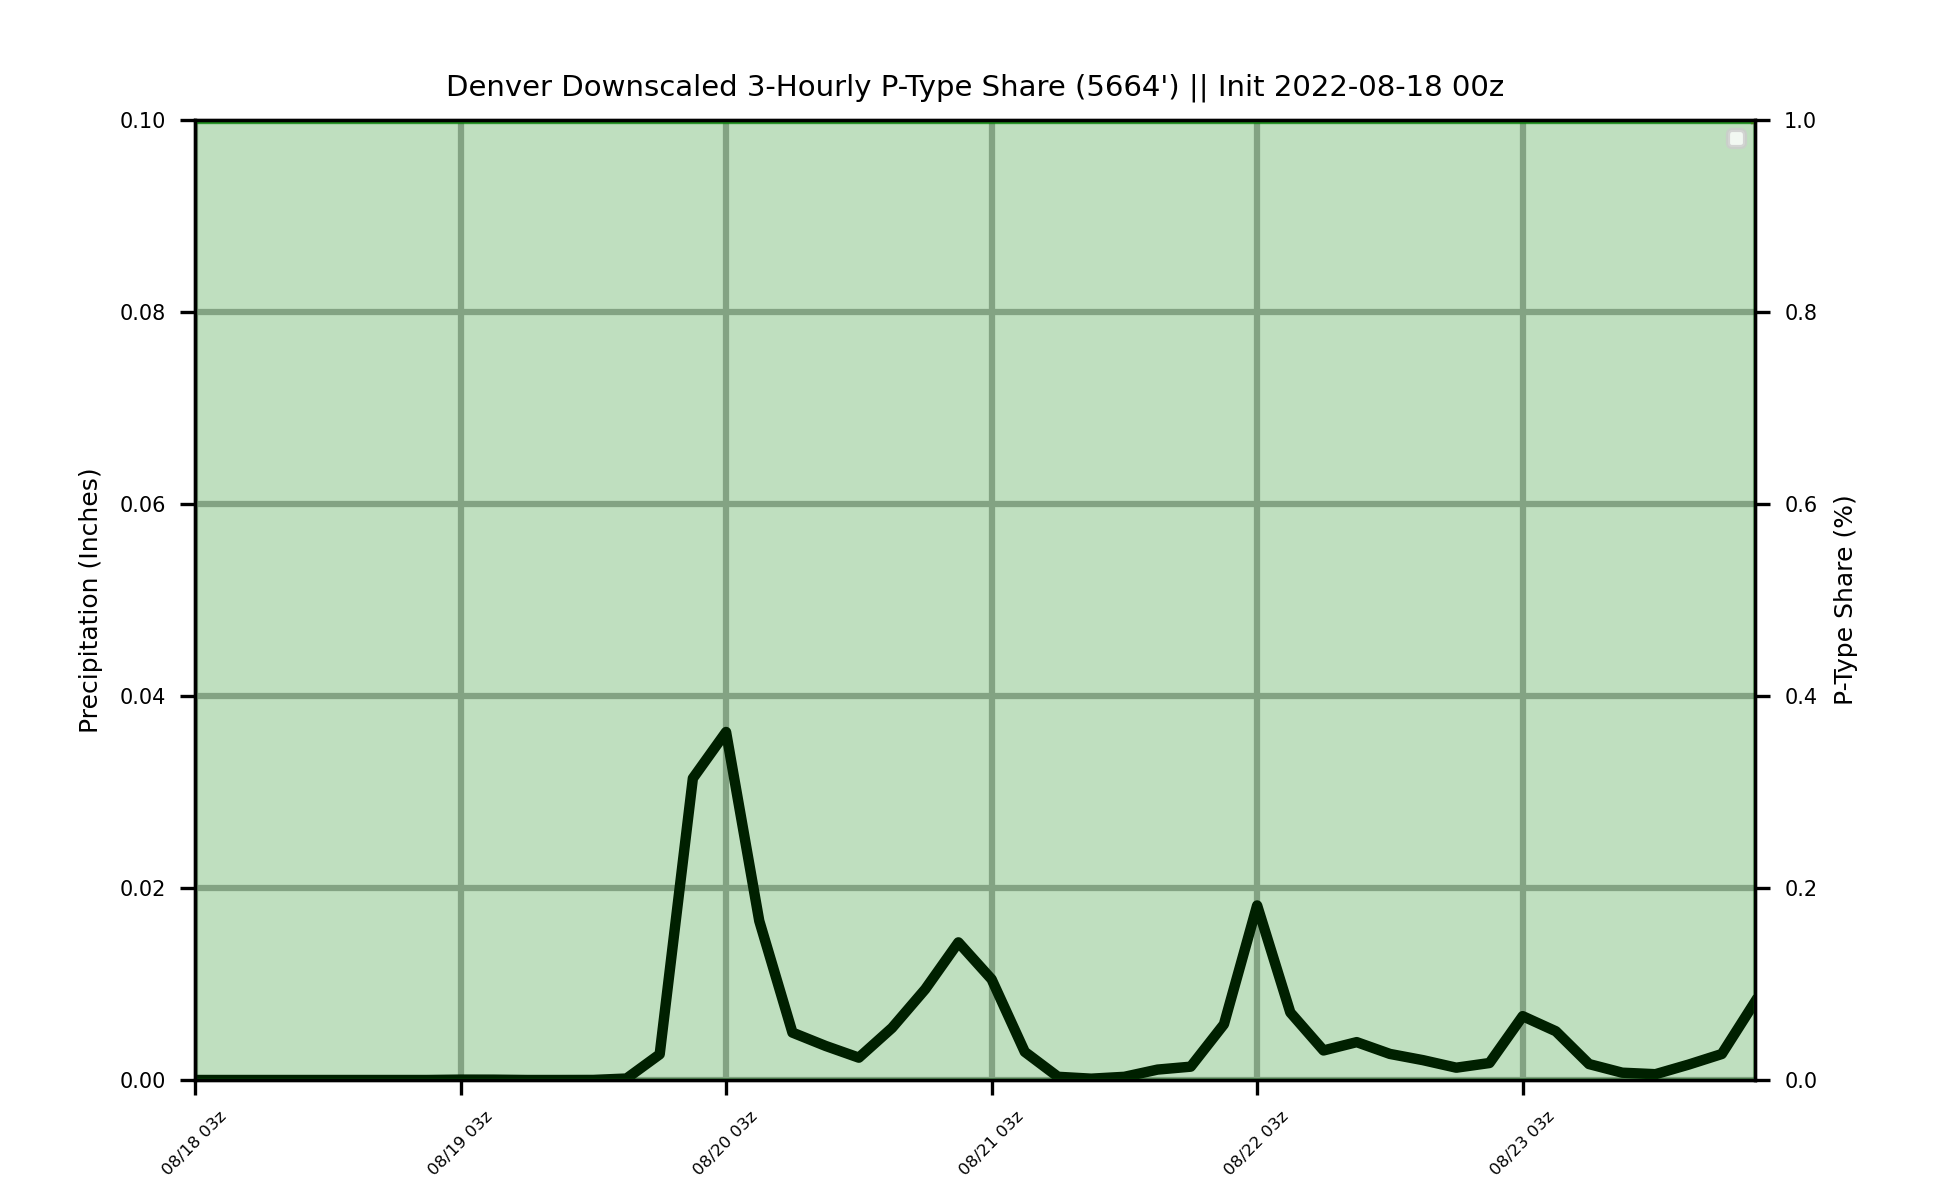 Denver Downscaled 3-Hourly P-Type Share (5664') || Init 2022-08-18 00z
0.10
0.08
0.06
0.04
0.02
0.00
Precipitation (Inches)
1.0
0.8
0.6
0.4
0.2
0.0
P-Type Share (%)
08/18 03z
08/19 03z
08/20 03z
08/21 03z
08/22 03z
08/23 03z